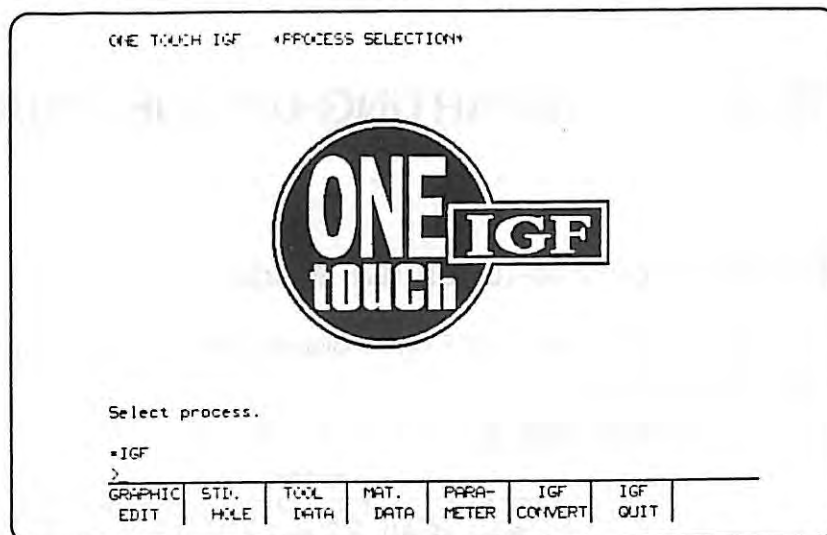 ONE TOUCH IGF *PROCESS SELECTION*
ONE
touch
IGF
Select process.
=IGF
>_
GRAPHIC STD. TOOL MAT. PARA- IGF IGF
EDIT HOLE DATA DATA METER CONVERT QUIT